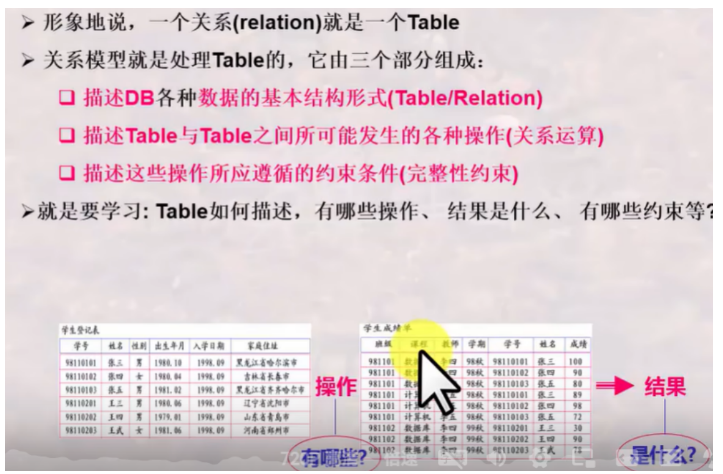 ➢ 形象地说，一个关系(relation)就是一个Table
➢ 关系模型就是处理Table的，它由三个部分组成：
❑ 描述DB各种数据的基本结构形式(Table/Relation)
❑ 描述Table与Table之间所可能发生的各种操作(关系运算)
❑ 描述这些操作所应遵循的约束条件(完整性约束)
➢就是要学习: Table如何描述，有哪些操作、 结果是什么、 有哪些约束等?
学生登记表
学号 姓名 性别 出生年月 入学日期 家庭住址
98110101 张三 男 1980.10 1998.09 黑龙江省哈尔滨市
98110102 张四 女 1980.04 1998.09 吉林省长春市
98110103 张五 男 1981.02 1998.09 黑龙江省齐齐哈尔市
98110201 王三 男 1980.06 1998.09 辽宁省沈阳市
98110202 王四 男 1979.01 1998.09 山东省青岛市
98110203 王武 女 1981.06 1998.09 河南省郑州市
操作
有哪些?
学生成绩单
班级 课程 教师 学期 学号 姓名 成绩
981101 李四 98秋 98110101 张三 100
981101 李四 98秋 98110102 张四 90
981101 98秋 98110103 张五 80
981101 98秋 98110101 张三 89
981101 98秋 98110102 张四 98
981101 计算机 98秋 98110103 张五 72
981102 数据库 李四 99秋 98110201 王三 30
981102 数据库 李四 99秋 98110202 王四 90
981102 数据库 李四 99秋 98110203 王武 78
结果
是什么?